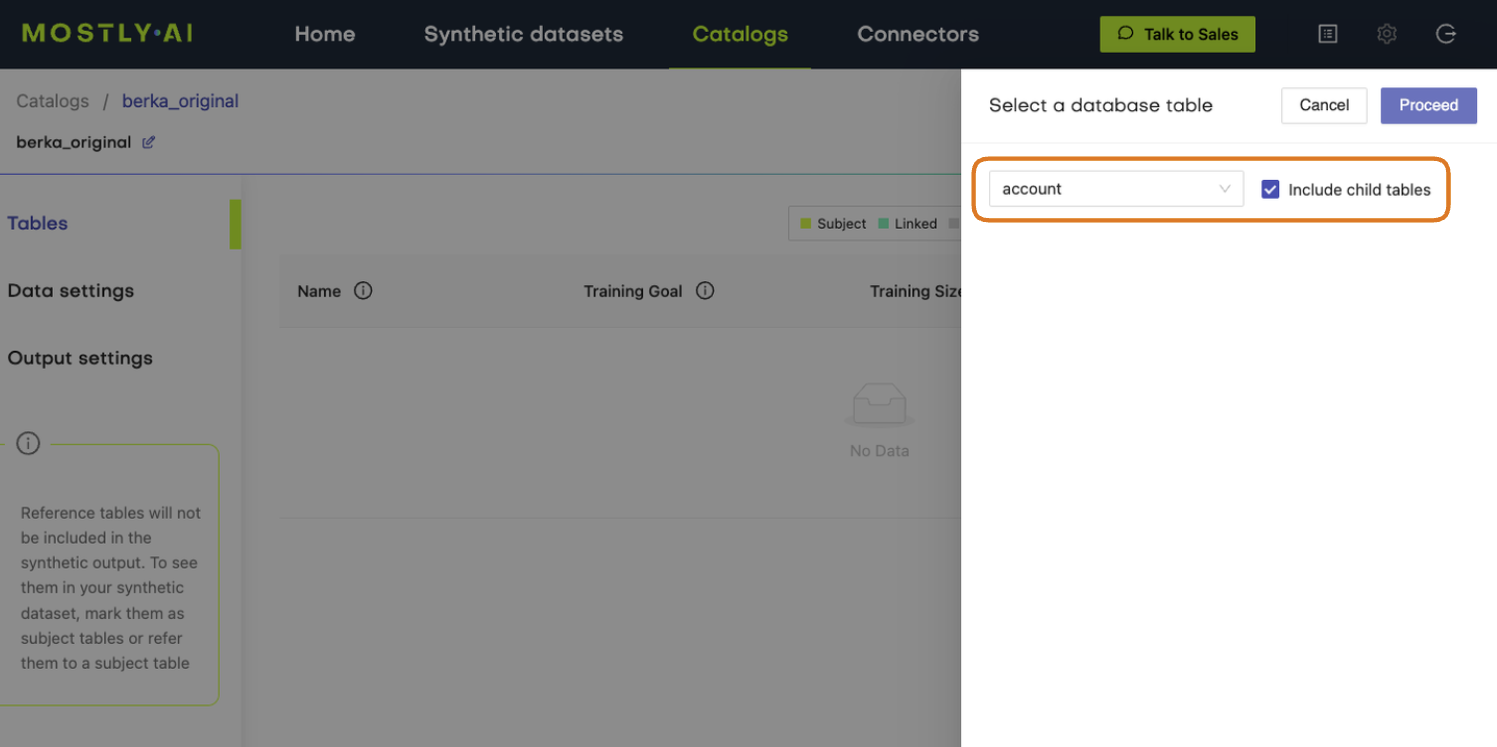 MOSTLY·AI
Home
Synthetic datasets
Catalogs
Connectors
Talk to Sales
Catalogs / berka_original
berka_original
Tables
Data settings
Output settings
Reference tables will not
be included in the
synthetic output. To see
them in your synthetic
dataset, mark them as
subject tables or refer
them to a subject table
Subject
Linked
Name
Training Goal
Training Size
No Data
Select a database table
Cancel
Proceed
account
Include child tables